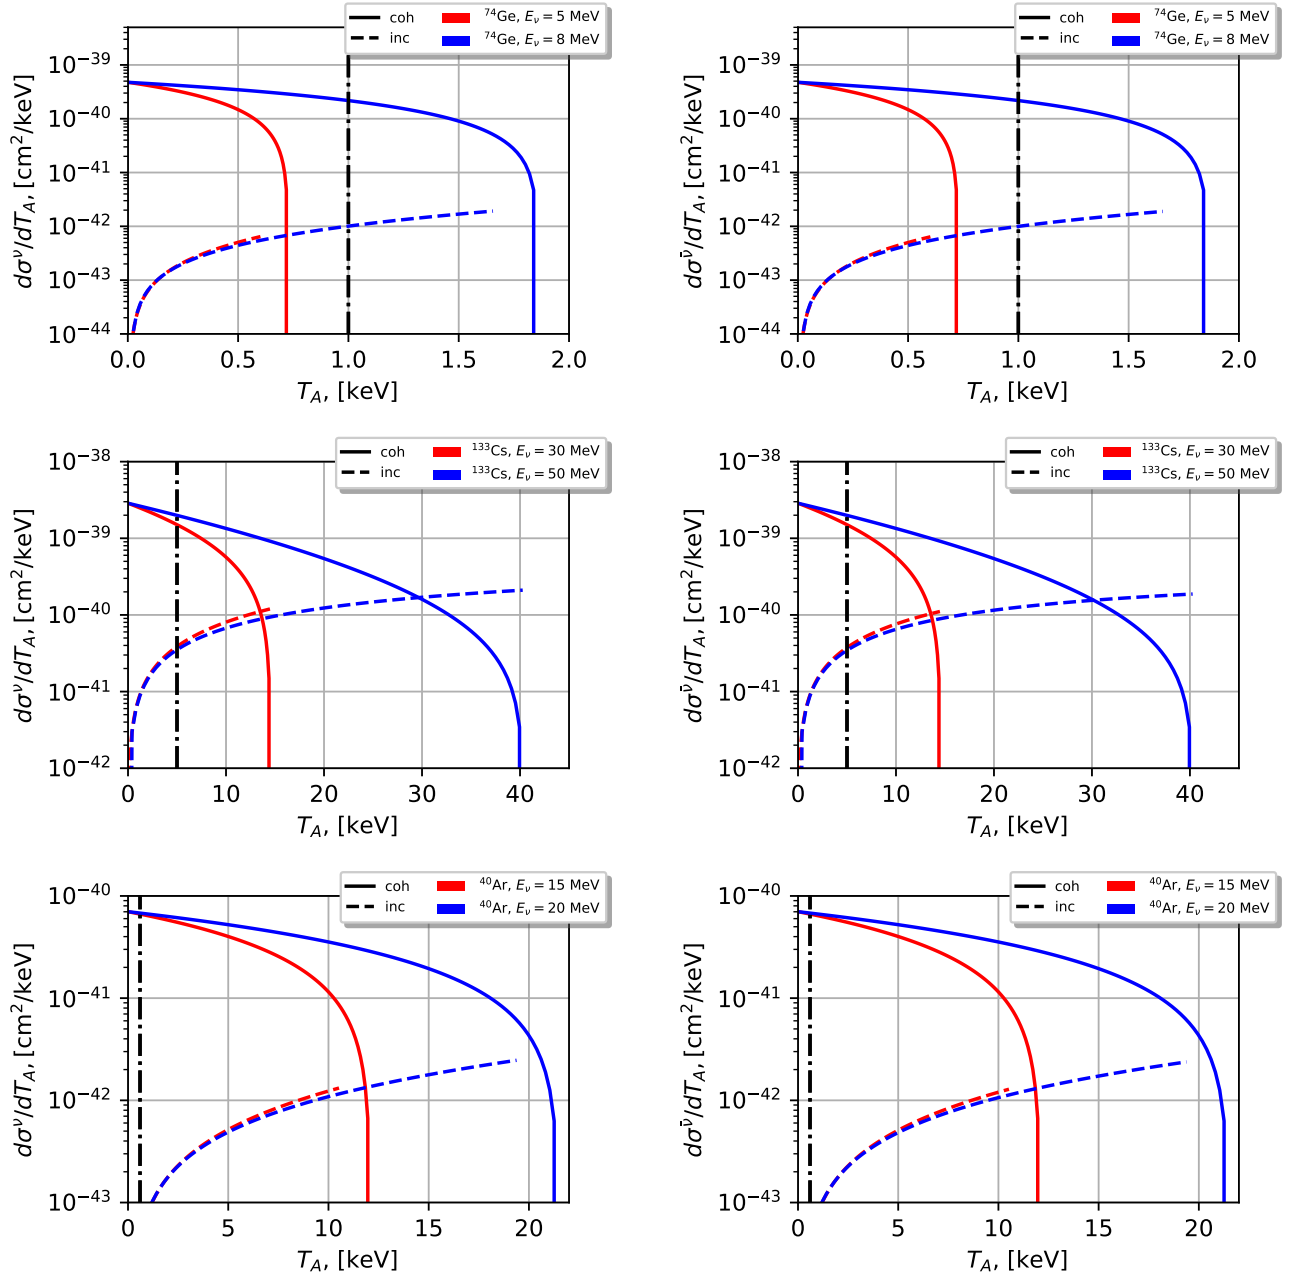 coh ⁷⁴Ge, E_ν = 5 MeV
inc ⁷⁴Ge, E_ν = 8 MeV
10⁻³⁹
10⁻⁴⁰
10⁻⁴¹
10⁻⁴²
10⁻⁴³
10⁻⁴⁴
dσ^ν/dT_A, [cm²/keV]
0.0 0.5 1.0 1.5 2.0
T_A, [keV]
coh ⁷⁴Ge, E_ν = 5 MeV
inc ⁷⁴Ge, E_ν = 8 MeV
10⁻³⁹
10⁻⁴⁰
10⁻⁴¹
10⁻⁴²
10⁻⁴³
10⁻⁴⁴
dσ^ν̄/dT_A, [cm²/keV]
0.0 0.5 1.0 1.5 2.0
T_A, [keV]
coh ¹³³Cs, E_ν = 30 MeV
inc ¹³³Cs, E_ν = 50 MeV
10⁻³⁸
10⁻³⁹
10⁻⁴⁰
10⁻⁴¹
10⁻⁴²
dσ^ν/dT_A, [cm²/keV]
0 10 20 30 40
T_A, [keV]
coh ¹³³Cs, E_ν = 30 MeV
inc ¹³³Cs, E_ν = 50 MeV
10⁻³⁸
10⁻³⁹
10⁻⁴⁰
10⁻⁴¹
10⁻⁴²
dσ^ν̄/dT_A, [cm²/keV]
0 10 20 30 40
T_A, [keV]
coh ⁴⁰Ar, E_ν = 15 MeV
inc ⁴⁰Ar, E_ν = 20 MeV
10⁻⁴⁰
10⁻⁴¹
10⁻⁴²
10⁻⁴³
dσ^ν/dT_A, [cm²/keV]
0 5 10 15 20
T_A, [keV]
coh ⁴⁰Ar, E_ν = 15 MeV
inc ⁴⁰Ar, E_ν = 20 MeV
10⁻⁴⁰
10⁻⁴¹
10⁻⁴²
10⁻⁴³
dσ^ν̄/dT_A, [cm²/keV]
0 5 10 15 20
T_A, [keV]